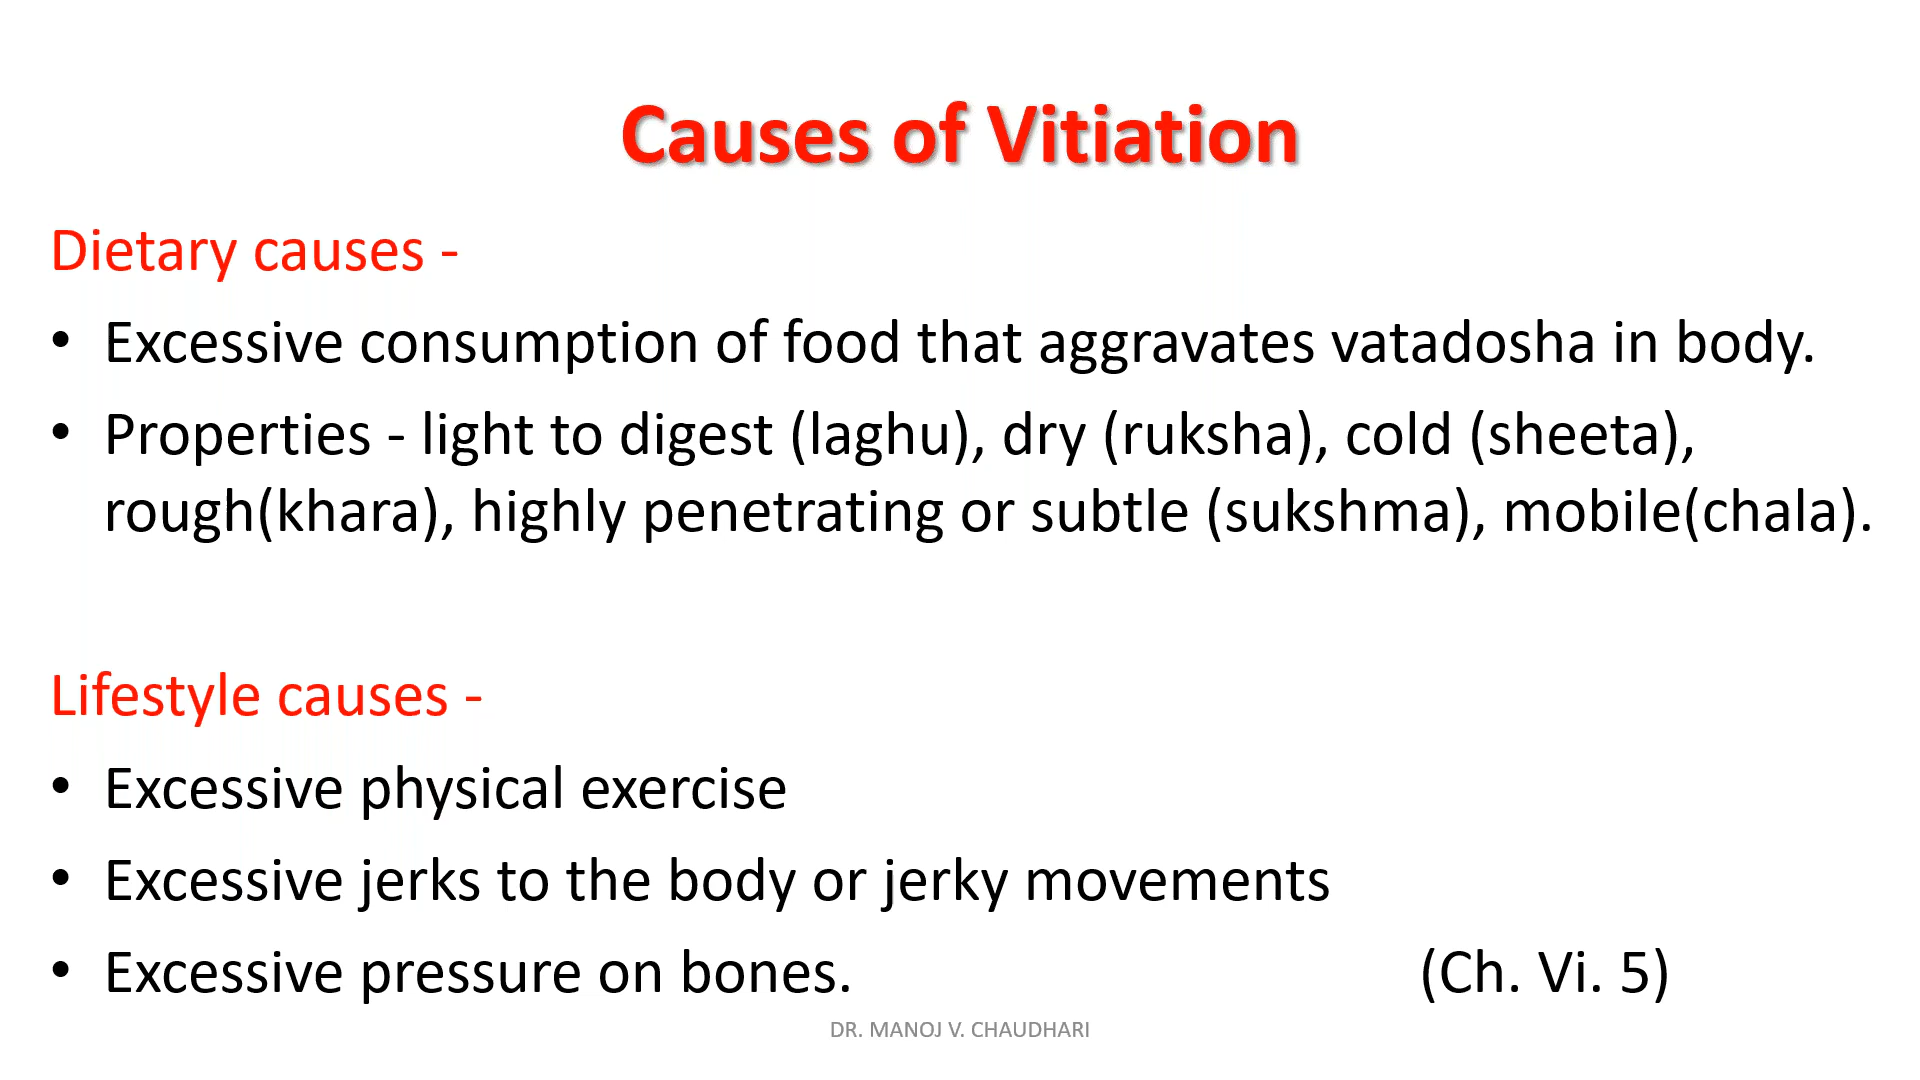 Causes of Vitiation
Dietary causes -
• Excessive consumption of food that aggravates vatadosha in body.
• Properties - light to digest (laghu), dry (ruksha), cold (sheeta),
rough(khara), highly penetrating or subtle (sukshma), mobile(chala).
Lifestyle causes -
• Excessive physical exercise
• Excessive jerks to the body or jerky movements
• Excessive pressure on bones. (Ch. Vi. 5)
DR. MANOJ V. CHAUDHARI